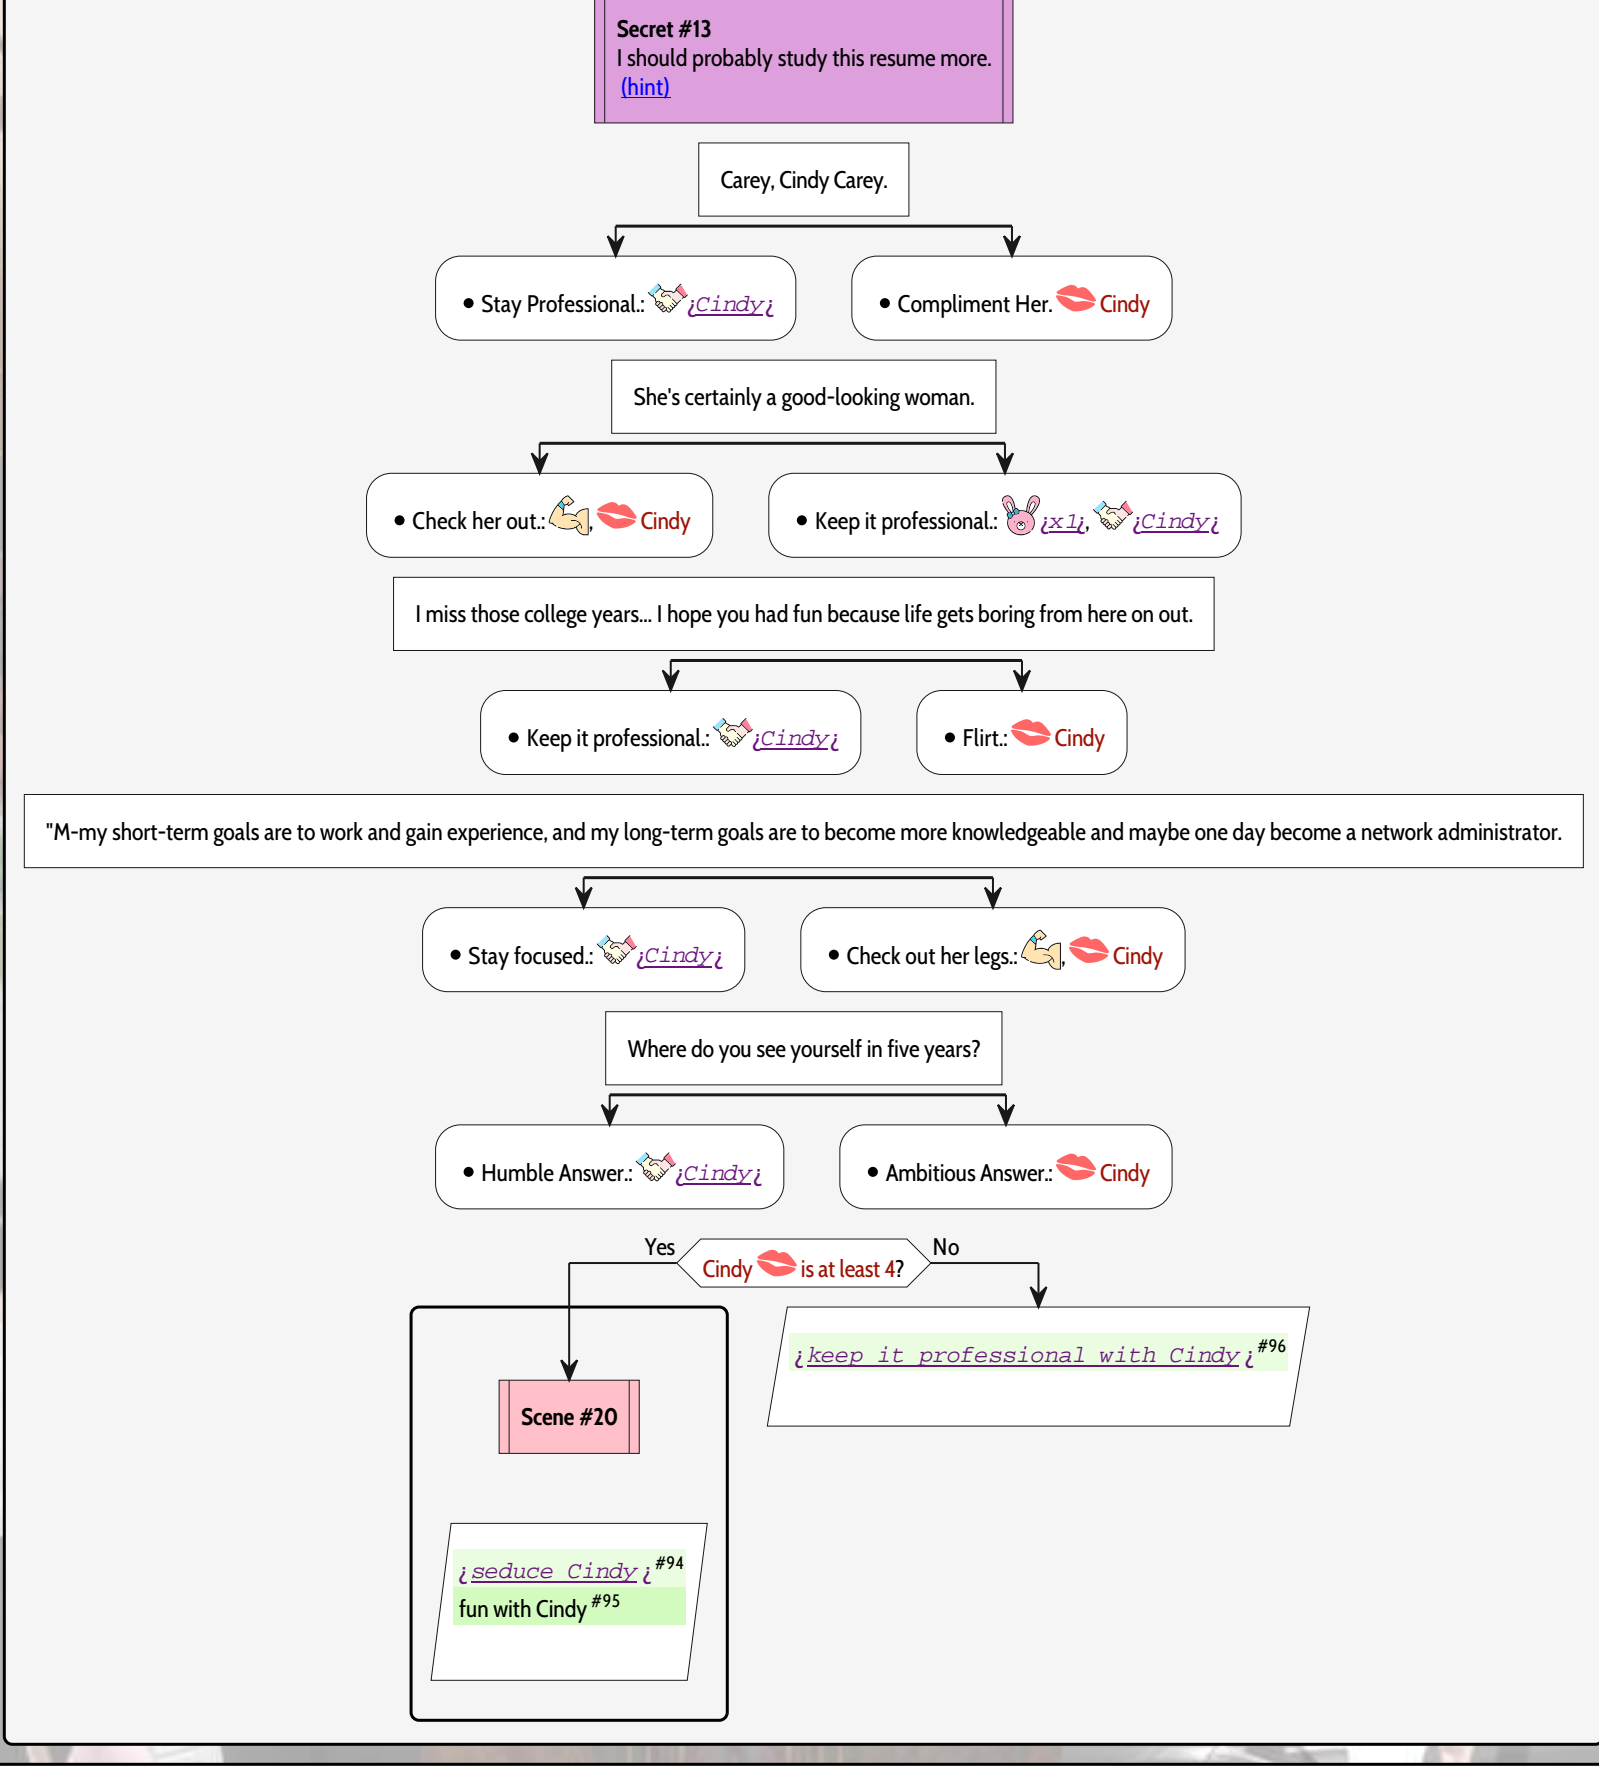 Secret #13
I should probably study this resume more.
(hint)
Carey, Cindy Carey.
• Stay Professional.: ¿Cindy¿
• Compliment Her. Cindy
She's certainly a good-looking woman.
• Check her out.: , Cindy
• Keep it professional.: ¿x1¿, ¿Cindy¿
I miss those college years... I hope you had fun because life gets boring from here on out.
• Keep it professional.: ¿Cindy¿
• Flirt.: Cindy
"M-my short-term goals are to work and gain experience, and my long-term goals are to become more knowledgeable and maybe one day become a network administrator.
• Stay focused.: ¿Cindy¿
• Check out her legs.: , Cindy
Where do you see yourself in five years?
• Humble Answer.: ¿Cindy¿
• Ambitious Answer.: Cindy
Yes
Cindy is at least 4?
No
¿keep it professional with Cindy¿ #96
Scene #20
¿seduce Cindy¿ #94
fun with Cindy #95